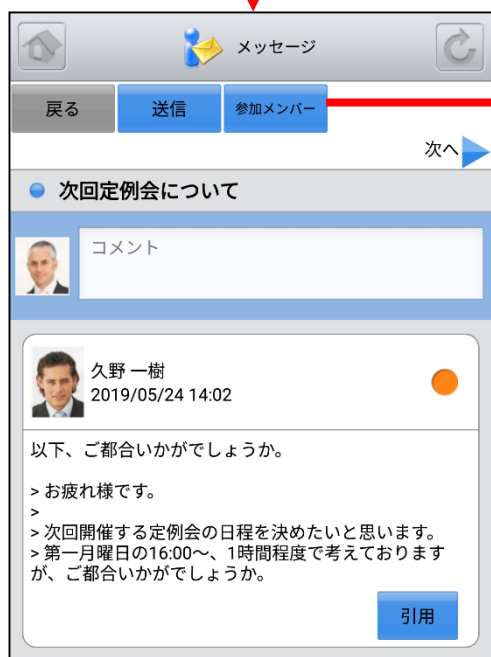 メッセージ
戻る
送信
参加メンバー
次へ
次回定例会について
コメント
久野 一樹
2019/05/24 14:02
以下、ご都合いかがでしょうか。
> お疲れ様です。
>
> 次回開催する定例会の日程を決めたいと思います。
> 第一月曜日の16:00～、1時間程度で考えております
が、ご都合いかがでしょうか。
引用